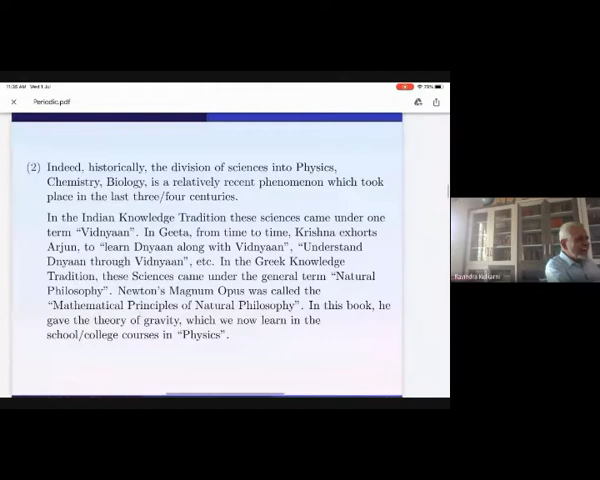 11:35 AM Wed 8 Jul
79%
Periodic.pdf
(2) Indeed, historically, the division of sciences into Physics,
Chemistry, Biology, is a relatively recent phenomenon which took
place in the last three/four centuries.
In the Indian Knowledge Tradition these sciences came under one
term “Vidnyaan”. In Geeta, from time to time, Krishna exhorts
Arjun, to “learn Dnyaan along with Vidnyaan”, “Understand
Dnyaan through Vidnyaan”, etc. In the Greek Knowledge
Tradition, these Sciences came under the general term “Natural
Philosophy”. Newton’s Magnum Opus was called the
“Mathematical Principles of Natural Philosophy”. In this book, he
gave the theory of gravity, which we now learn in the
school/college courses in “Physics”.
Ravindra Kulkarni